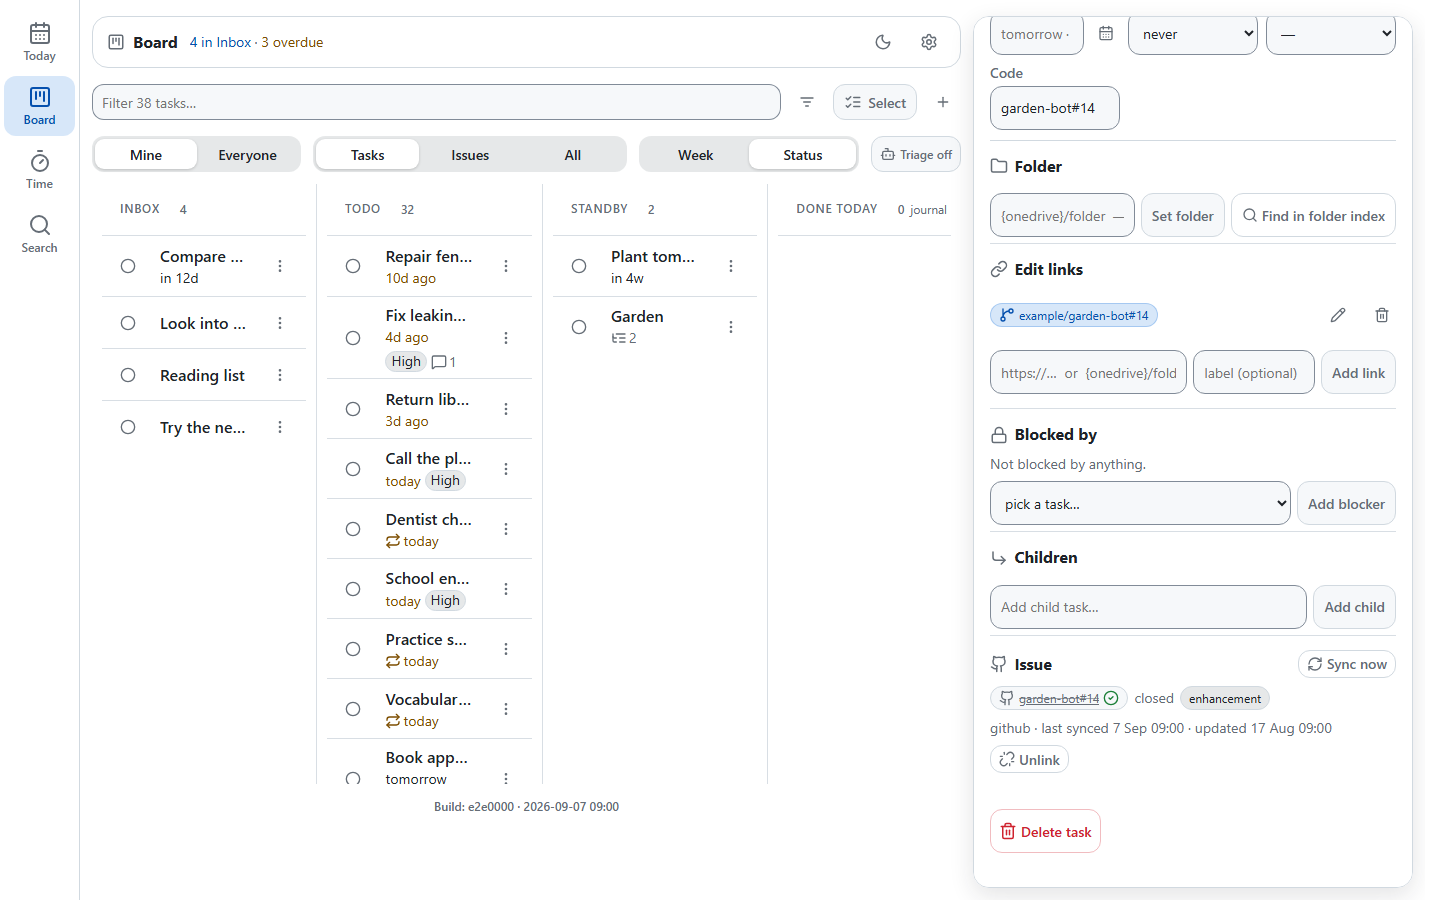 Today
Board
Time
Search
Board 4 in Inbox · 3 overdue
Filter 38 tasks...
Select
Mine Everyone
Tasks Issues All
Week Status
Triage off
INBOX 4
Compare ...
in 12d
Look into ...
Reading list
Try the ne...
TODO 32
Repair fen...
10d ago
Fix leakin...
4d ago
High 1
Return lib...
3d ago
Call the pl...
today High
Dentist ch...
today
School en...
today High
Practice s...
today
Vocabular...
today
Book app...
tomorrow
STANDBY 2
Plant tom...
in 4w
Garden
2
DONE TODAY 0 journal
Build: e2e0000 · 2026-09-07 09:00
tomorrow ·
never
—
Code
garden-bot#14
Folder
{onedrive}/folder —
Set folder
Find in folder index
Edit links
example/garden-bot#14
https://... or {onedrive}/fold
label (optional)
Add link
Blocked by
Not blocked by anything.
pick a task...
Add blocker
Children
Add child task...
Add child
Issue
Sync now
garden-bot#14 closed enhancement
github · last synced 7 Sep 09:00 · updated 17 Aug 09:00
Unlink
Delete task